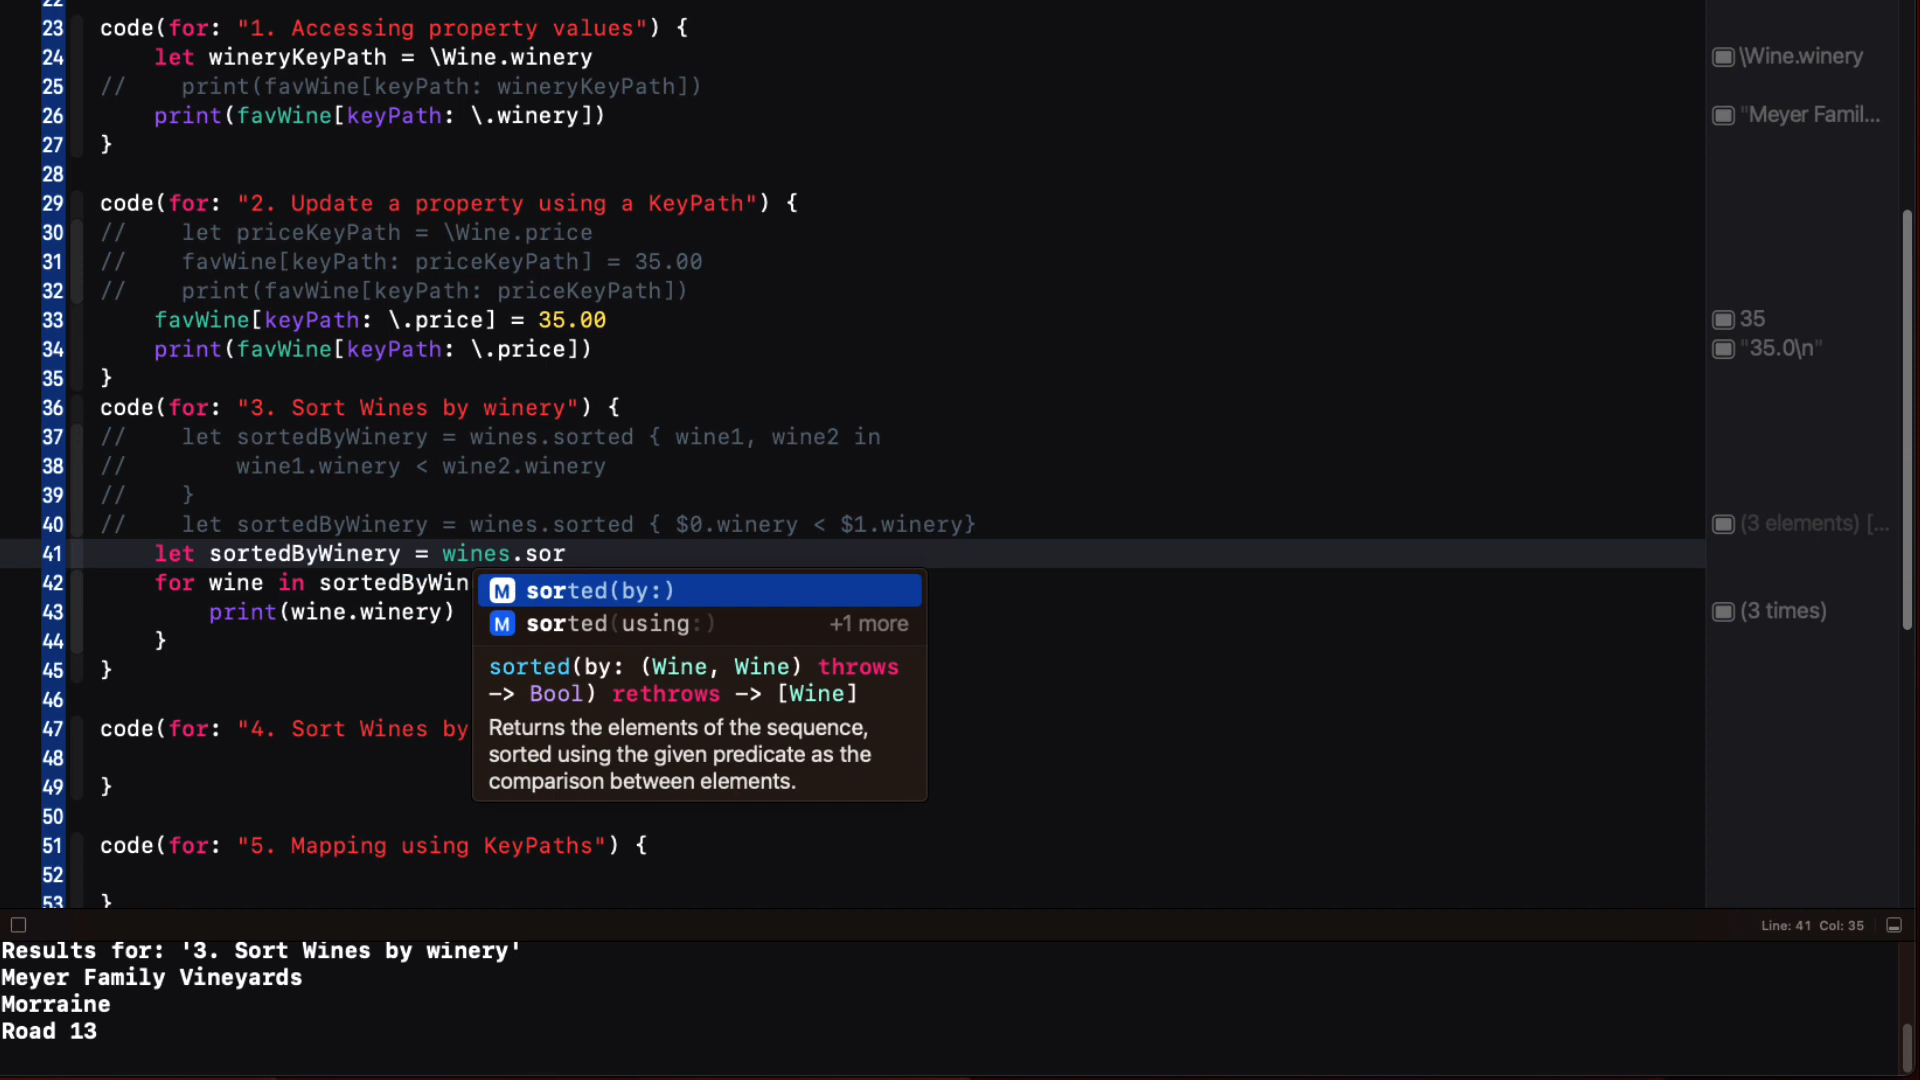 22
23 code(for: "1. Accessing property values") {
24 let wineryKeyPath = \Wine.winery
\Wine.winery
25 // print(favWine[keyPath: wineryKeyPath])
26 print(favWine[keyPath: \.winery])
"Meyer Famil...
27 }
28
29 code(for: "2. Update a property using a KeyPath") {
30 // let priceKeyPath = \Wine.price
31 // favWine[keyPath: priceKeyPath] = 35.00
32 // print(favWine[keyPath: priceKeyPath])
33 favWine[keyPath: \.price] = 35.00
35
34 print(favWine[keyPath: \.price])
"35.0\n"
35 }
36 code(for: "3. Sort Wines by winery") {
37 // let sortedByWinery = wines.sorted { wine1, wine2 in
38 // wine1.winery < wine2.winery
39 // }
40 // let sortedByWinery = wines.sorted { $0.winery < $1.winery}
(3 elements) [...
41 let sortedByWinery = wines.sor
42 for wine in sortedByWin
43 print(wine.winery)
(3 times)
44 }
45 }
46
47 code(for: "4. Sort Wines by
48
49 }
50
51 code(for: "5. Mapping using KeyPaths") {
52
53 }
M sorted(by:)
M sorted(using:) +1 more
sorted(by: (Wine, Wine) throws
-> Bool) rethrows -> [Wine]
Returns the elements of the sequence,
sorted using the given predicate as the
comparison between elements.
Line: 41 Col: 35
Results for: '3. Sort Wines by winery'
Meyer Family Vineyards
Morraine
Road 13